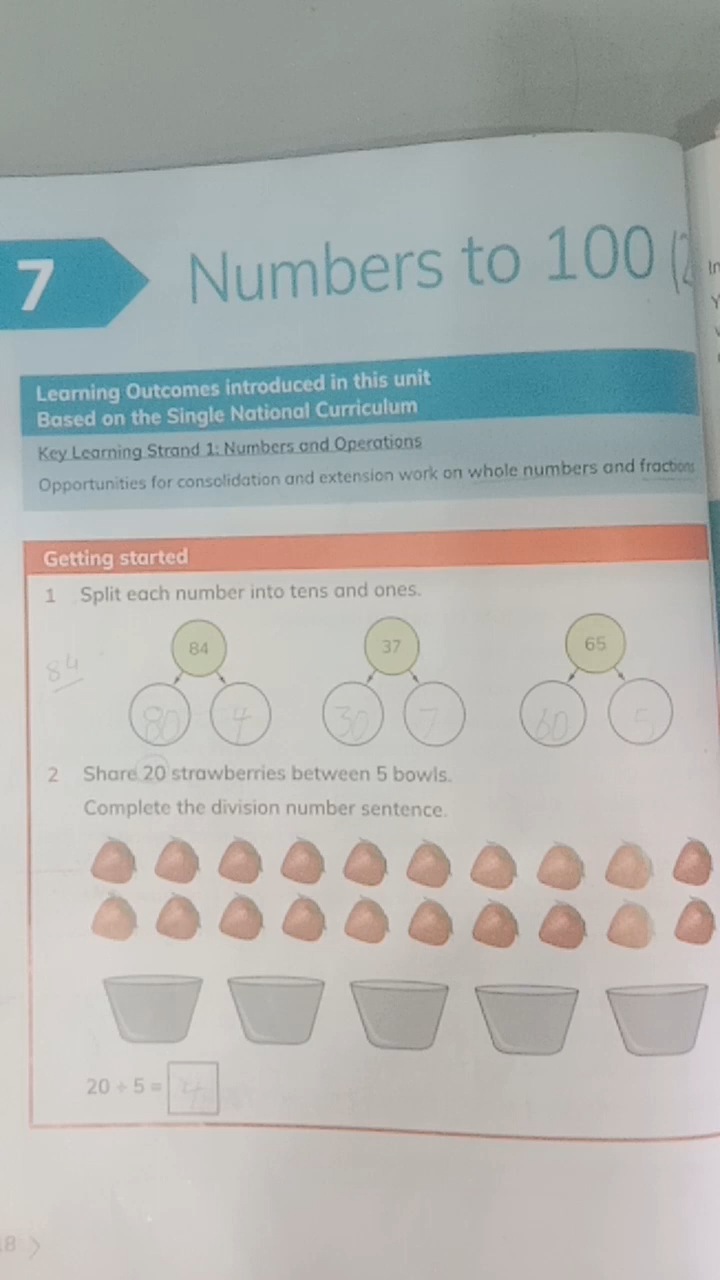 7
Numbers to 100 (2
Learning Outcomes introduced in this unit
Based on the Single National Curriculum
Key Learning Strand 1: Numbers and Operations
Opportunities for consolidation and extension work on whole numbers and fractions
Getting started
1 Split each number into tens and ones.
84 37 65
84
80 4 30 7 60 5
2 Share 20 strawberries between 5 bowls.
Complete the division number sentence.
20 ÷ 5 = 4
8 >